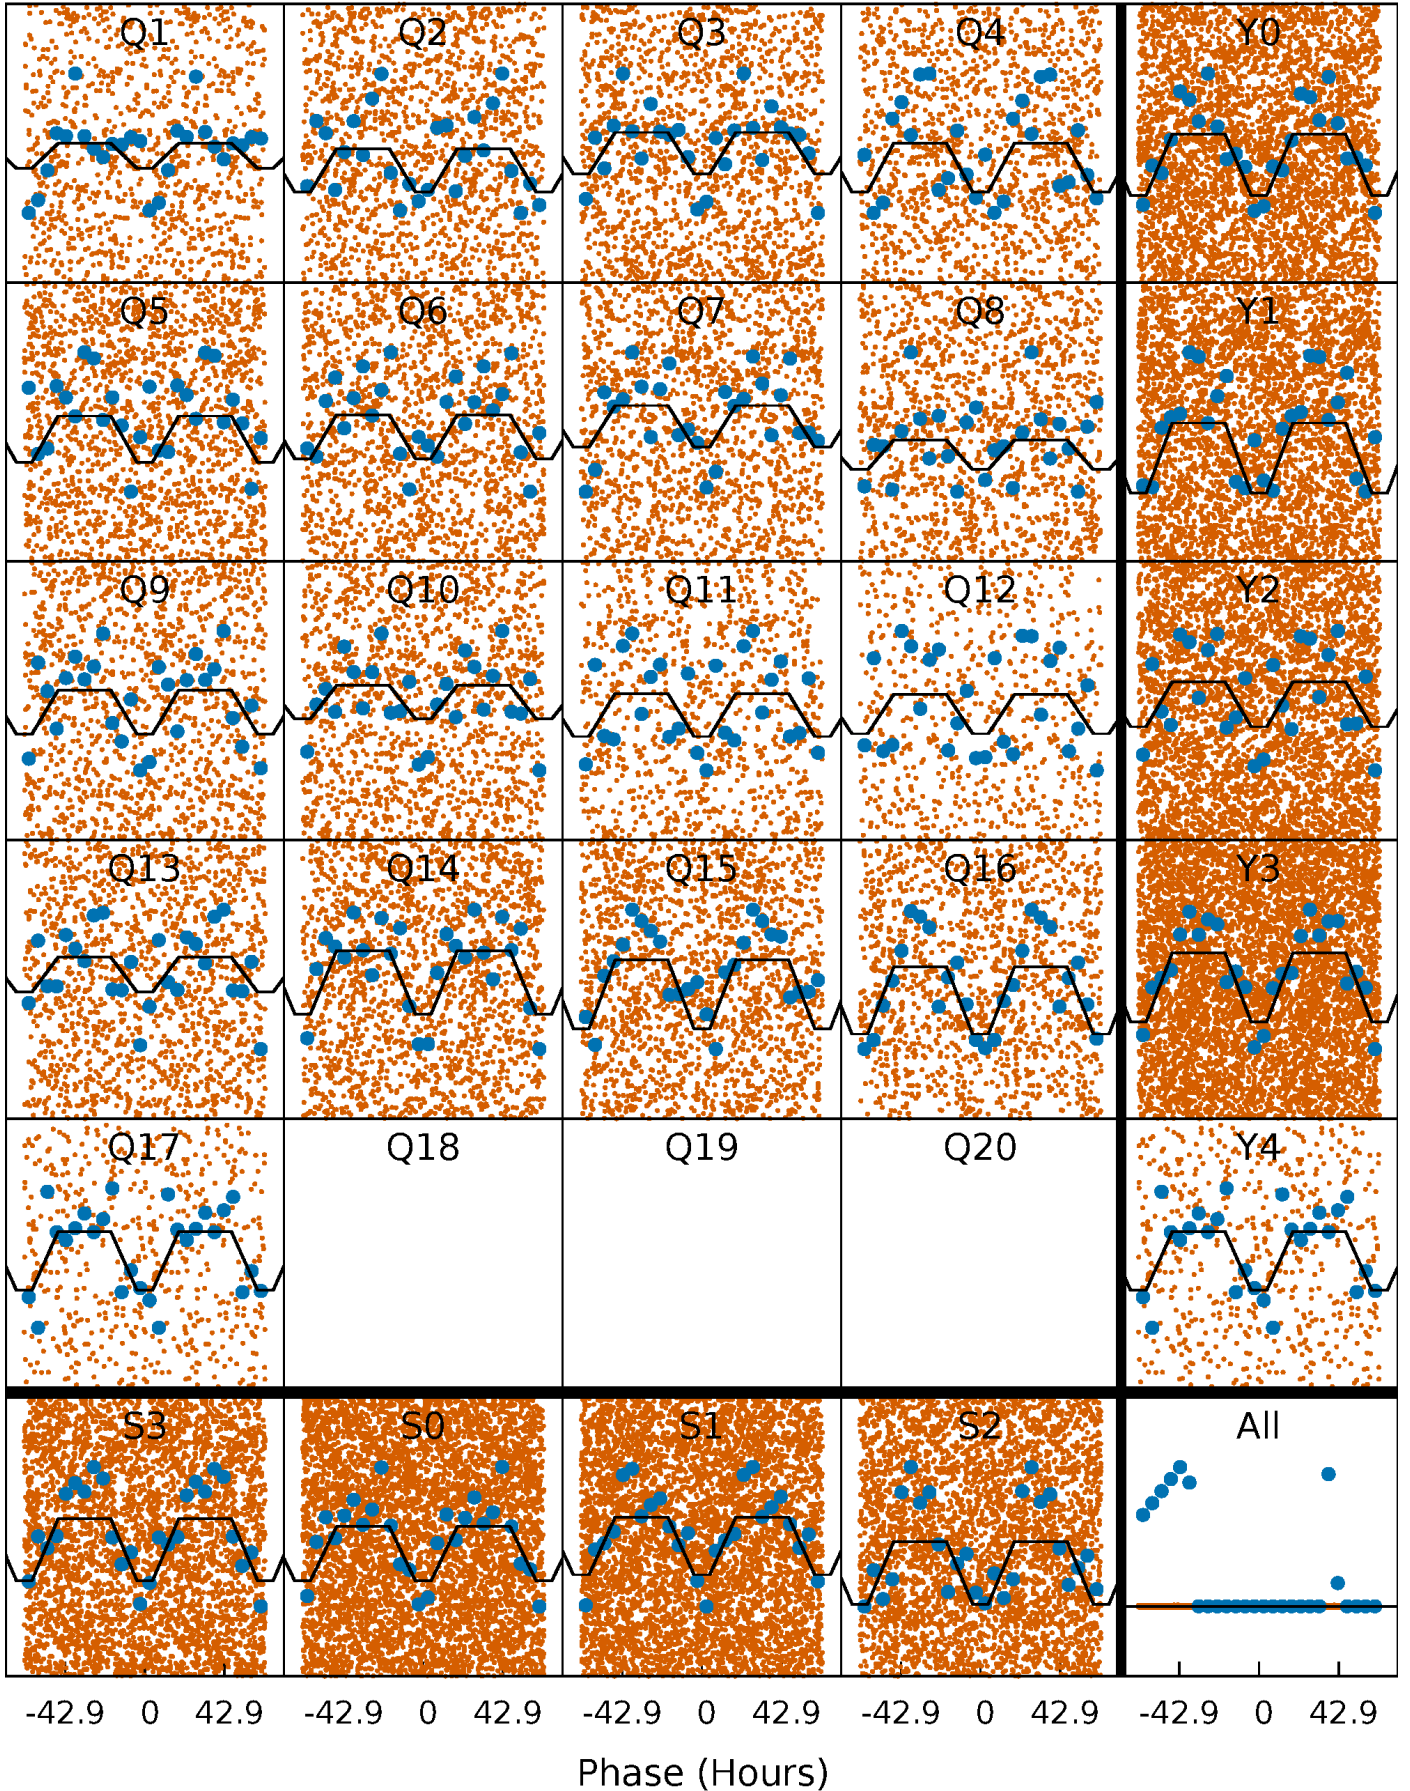 Q1 Q2 Q3 Q4 Y0
Q5 Q6 Q7 Q8 Y1
Q9 Q10 Q11 Q12 Y2
Q13 Q14 Q15 Q16 Y3
Q17 Q18 Q19 Q20 Y4
S3 S0 S1 S2 All
-42.9 0 42.9 -42.9 0 42.9 -42.9 0 42.9 -42.9 0 42.9 -42.9 0 42.9
Phase (Hours)